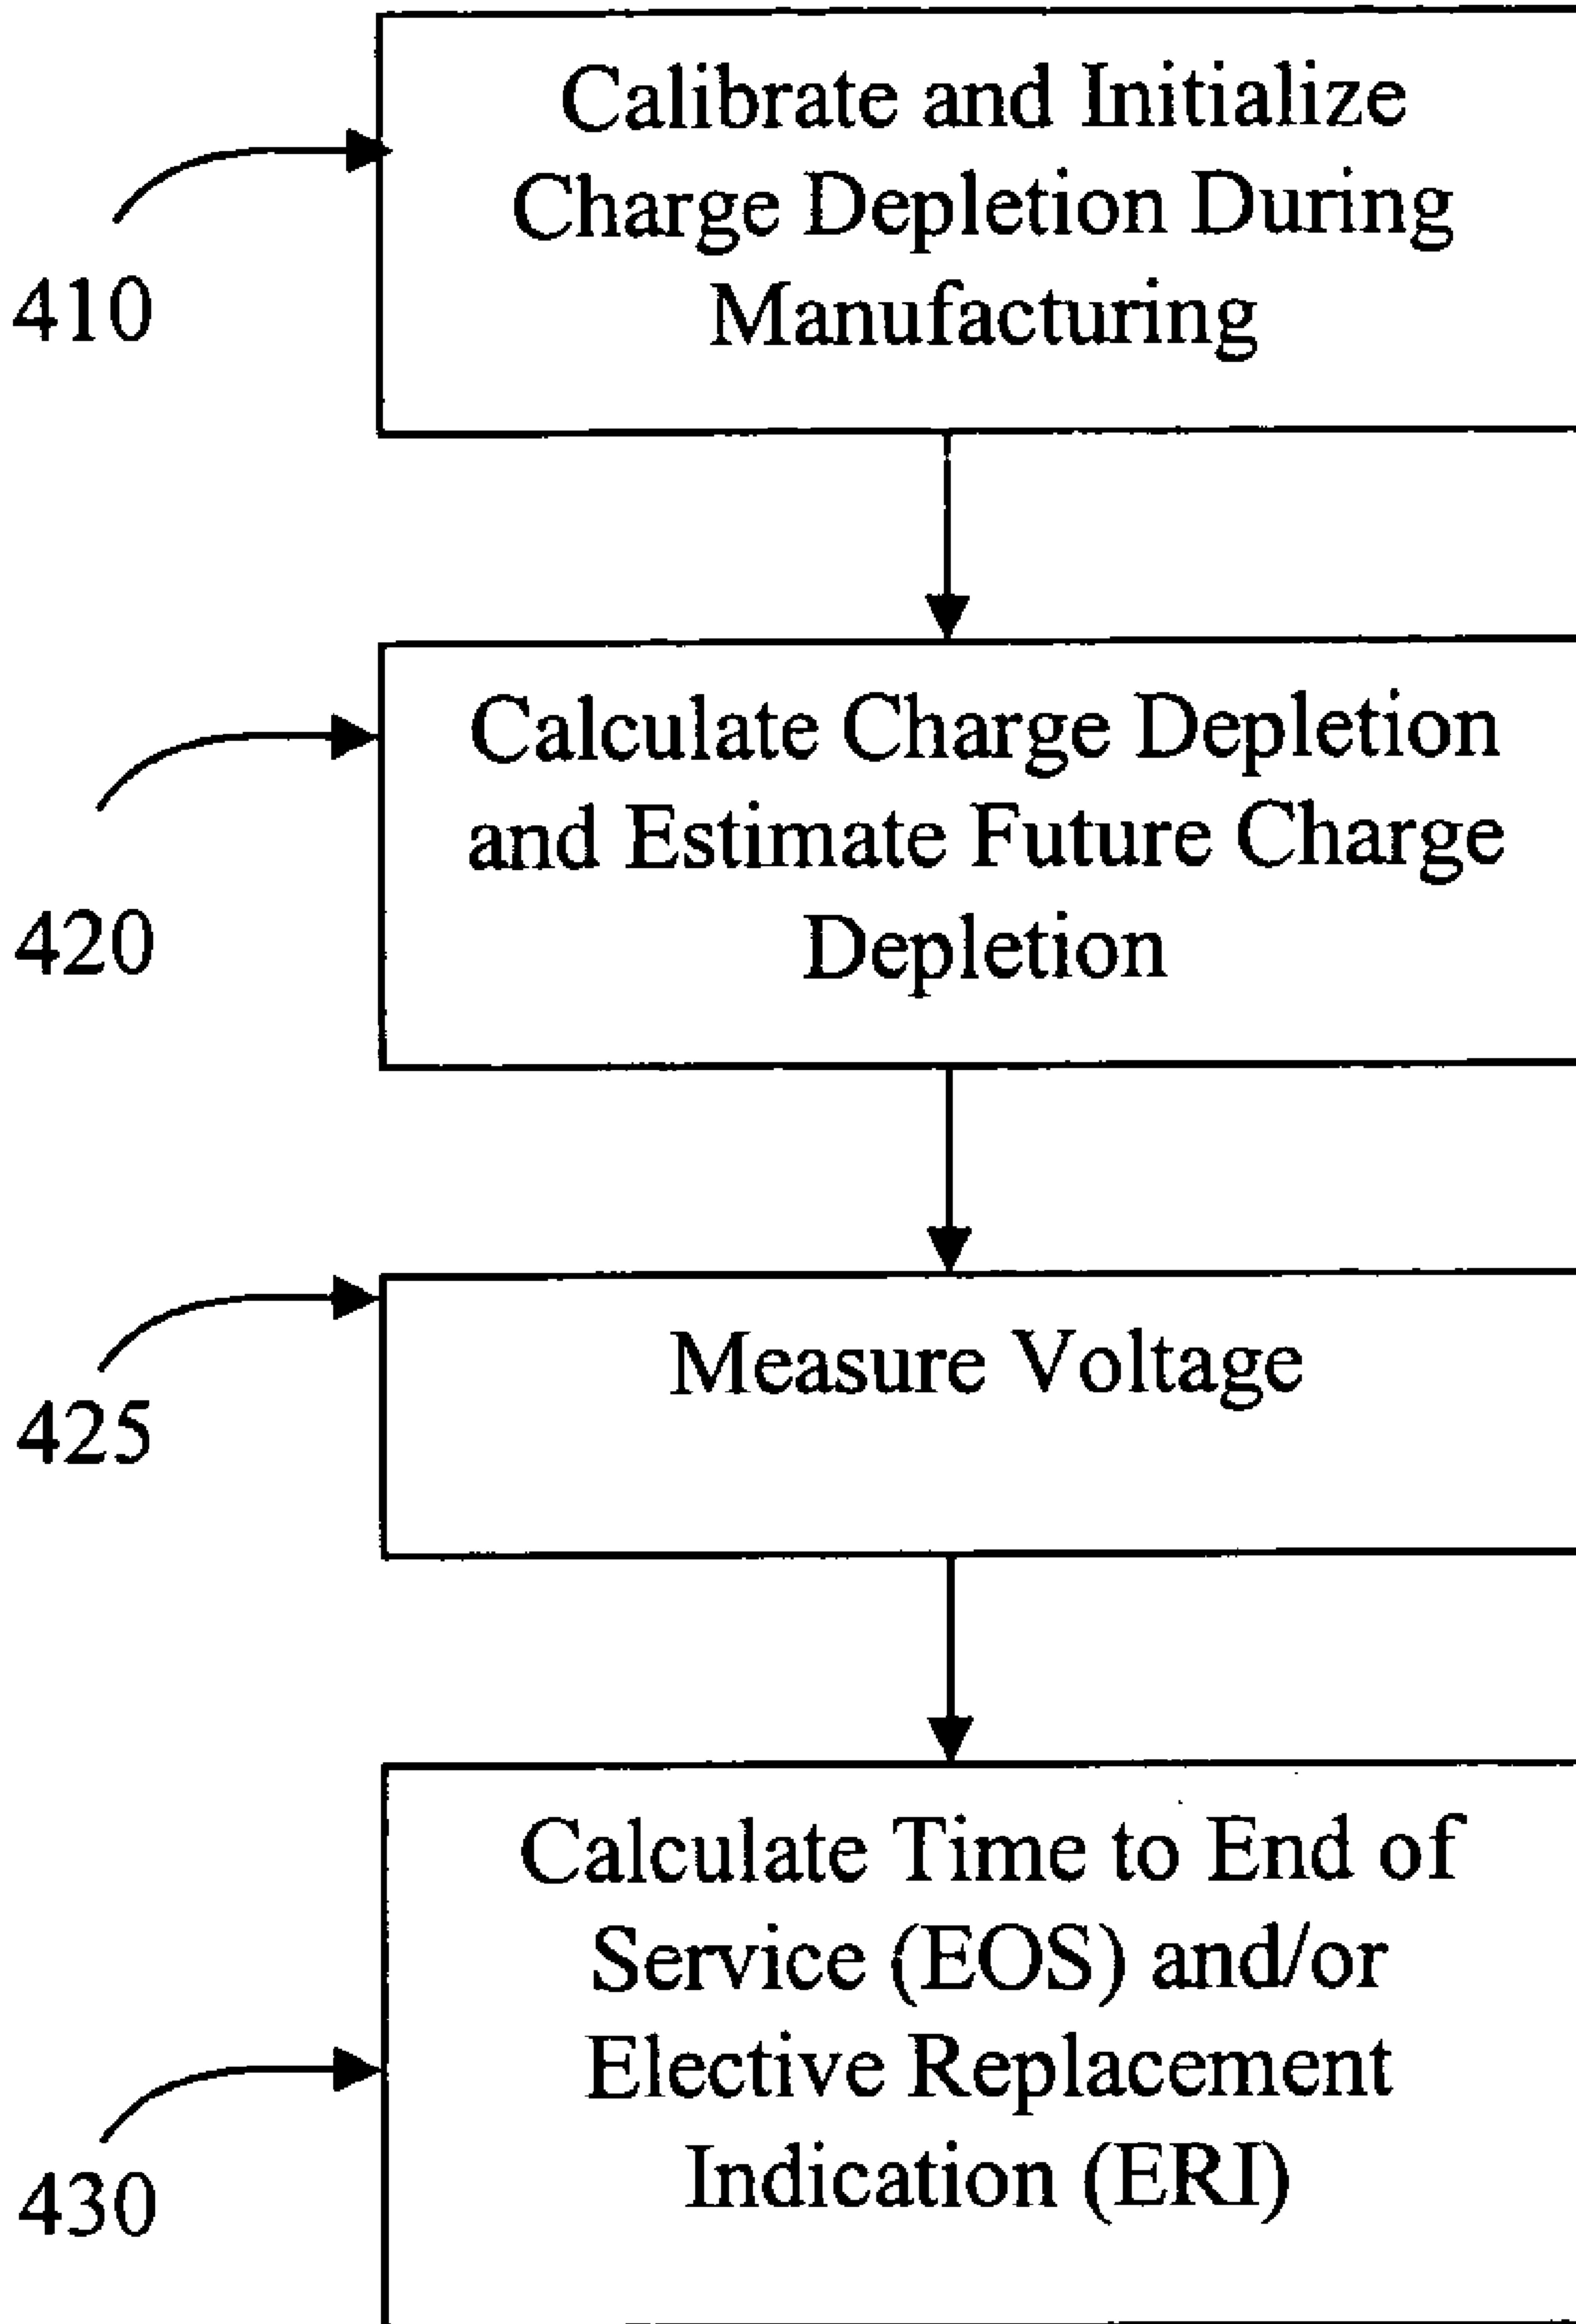 Calibrate and Initialize
Charge Depletion During
Manufacturing
410
Calculate Charge Depletion
and Estimate Future Charge
Depletion
420
Measure Voltage
425
Calculate Time to End of
Service (EOS) and/or
Elective Replacement
Indication (ERI)
430